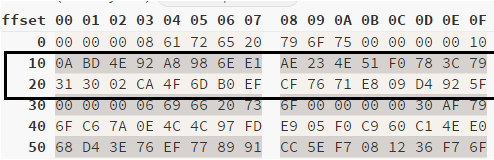 ffset 00 01 02 03 04 05 06 07 08 09 0A 0B 0C 0D 0E 0F
0 00 00 00 08 61 72 65 20 79 6F 75 00 00 00 00 10
10 0A BD 4E 92 A8 98 6E E1 AE 23 4E 51 F0 78 3C 79
20 31 30 02 CA 4F 6D B0 EF CF 76 71 E8 09 D4 92 5F
30 00 00 00 06 69 66 20 73 6F 00 00 00 00 30 AF 79
40 6F C6 7A 0E 4C 4C 97 FD E9 05 F0 C9 60 C1 4E E0
50 68 D4 3E 76 EF 77 89 91 CC 5E F7 08 12 36 F7 6F